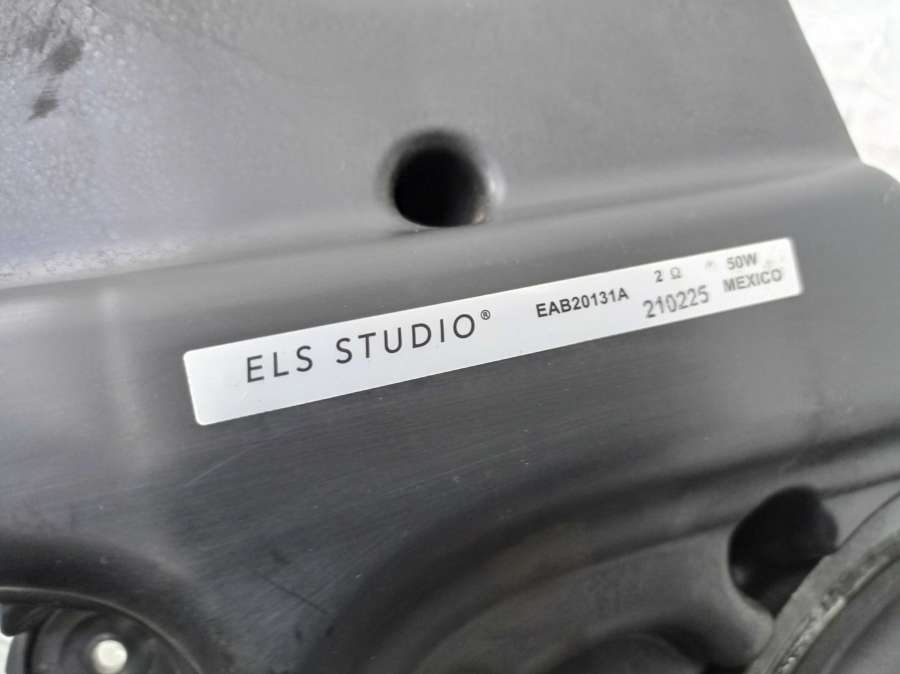 ELS STUDIO®
EAB20131A
2 Ω 50W
210225 MEXICO